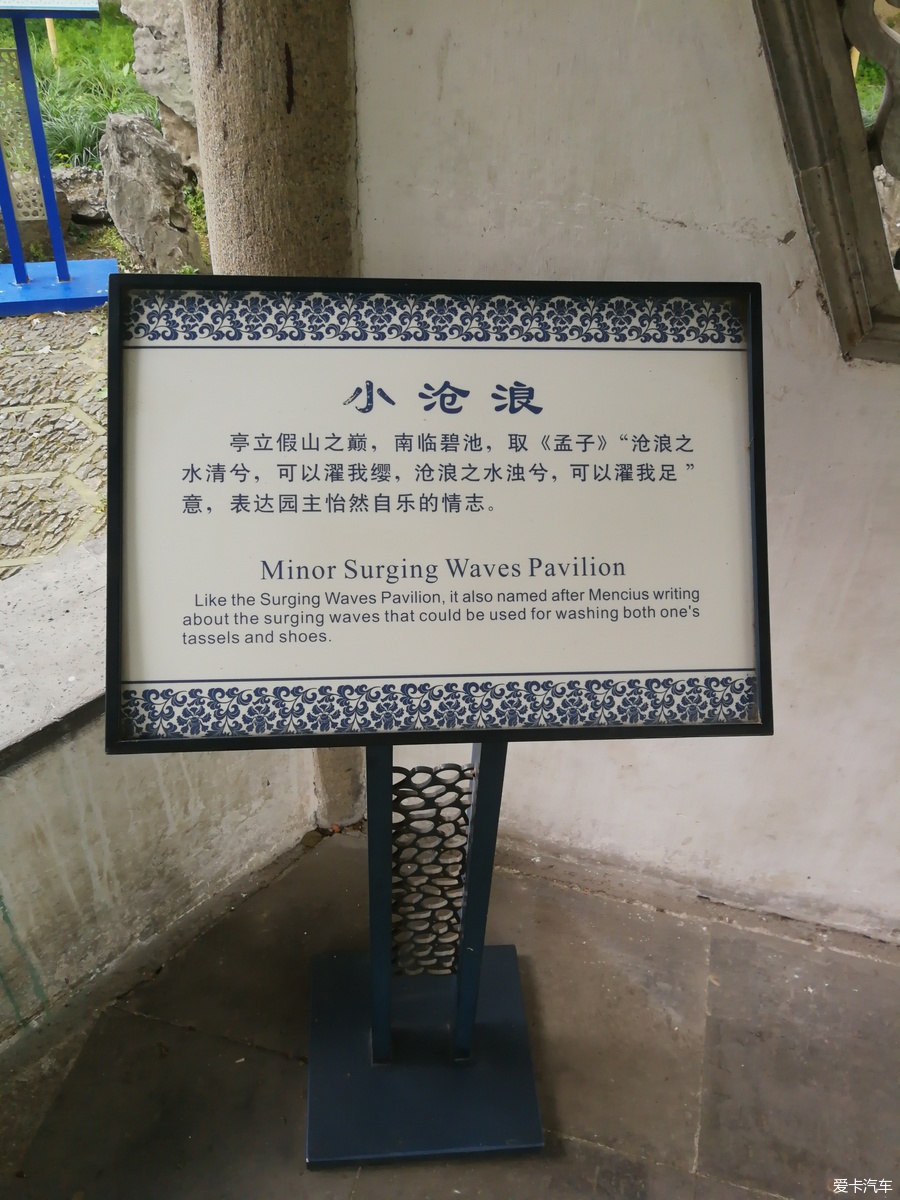 小沧浪
亭立假山之巅，南临碧池，取《孟子》“沧浪之
水清兮，可以濯我缨，沧浪之水浊兮，可以濯我足”
意，表达园主怡然自乐的情志。
Minor Surging Waves Pavilion
Like the Surging Waves Pavilion, it also named after Mencius writing
about the surging waves that could be used for washing both one's
tassels and shoes.
爱卡汽车